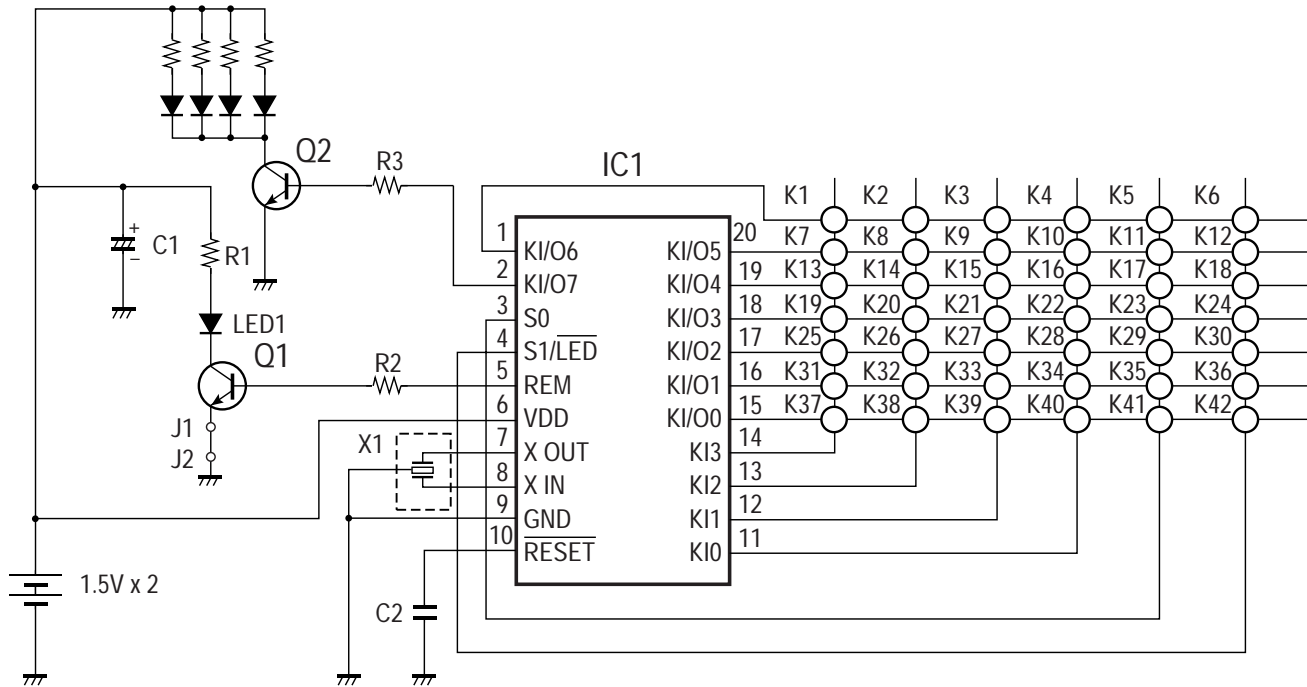 Q2
R3
IC1
K1 K2 K3 K4 K5 K6
+
C1
−
R1
1 KI/O6 KI/O5 20 K7 K8 K9 K10 K11 K12
2 KI/O7 KI/O4 19 K13 K14 K15 K16 K17 K18
3 S0 KI/O3 18 K19 K20 K21 K22 K23 K24
LED1
4 S1/LED KI/O2 17 K25 K26 K27 K28 K29 K30
Q1
R2
5 REM KI/O1 16 K31 K32 K33 K34 K35 K36
6 VDD KI/O0 15 K37 K38 K39 K40 K41 K42
J1
J2
X1
7 X OUT KI3 14
8 X IN KI2 13
9 GND KI1 12
10 RESET KI0 11
1.5V x 2
C2